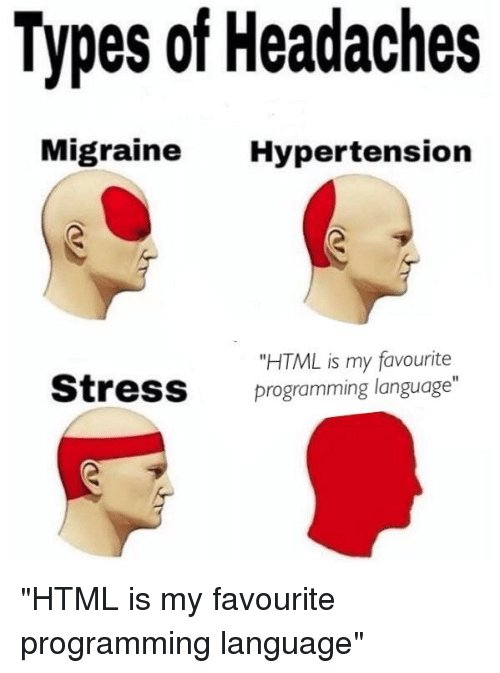 Types of Headaches
Migraine
Hypertension
Stress
"HTML is my favourite
programming language"
"HTML is my favourite
programming language"